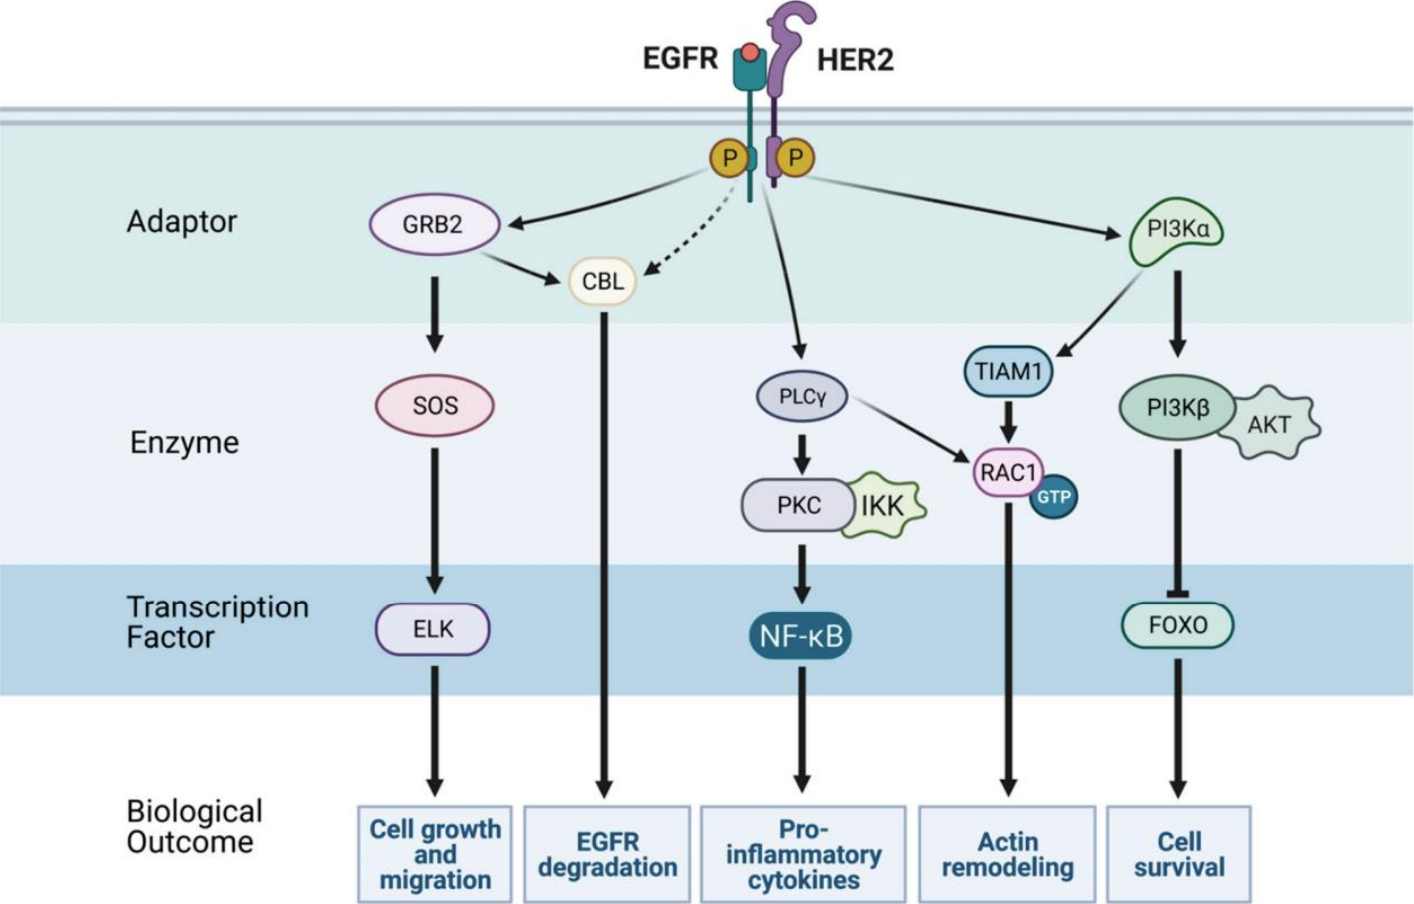 EGFR
HER2
P
P
Adaptor
GRB2
PI3Kα
CBL
TIAM1
PLCγ
Enzyme
SOS
PI3Kβ
AKT
RAC1
GTP
PKC
IKK
Transcription
Factor
ELK
NF-κB
FOXO
Biological
Outcome
Cell growth
and
migration
EGFR
degradation
Pro-
inflammatory
cytokines
Actin
remodeling
Cell
survival